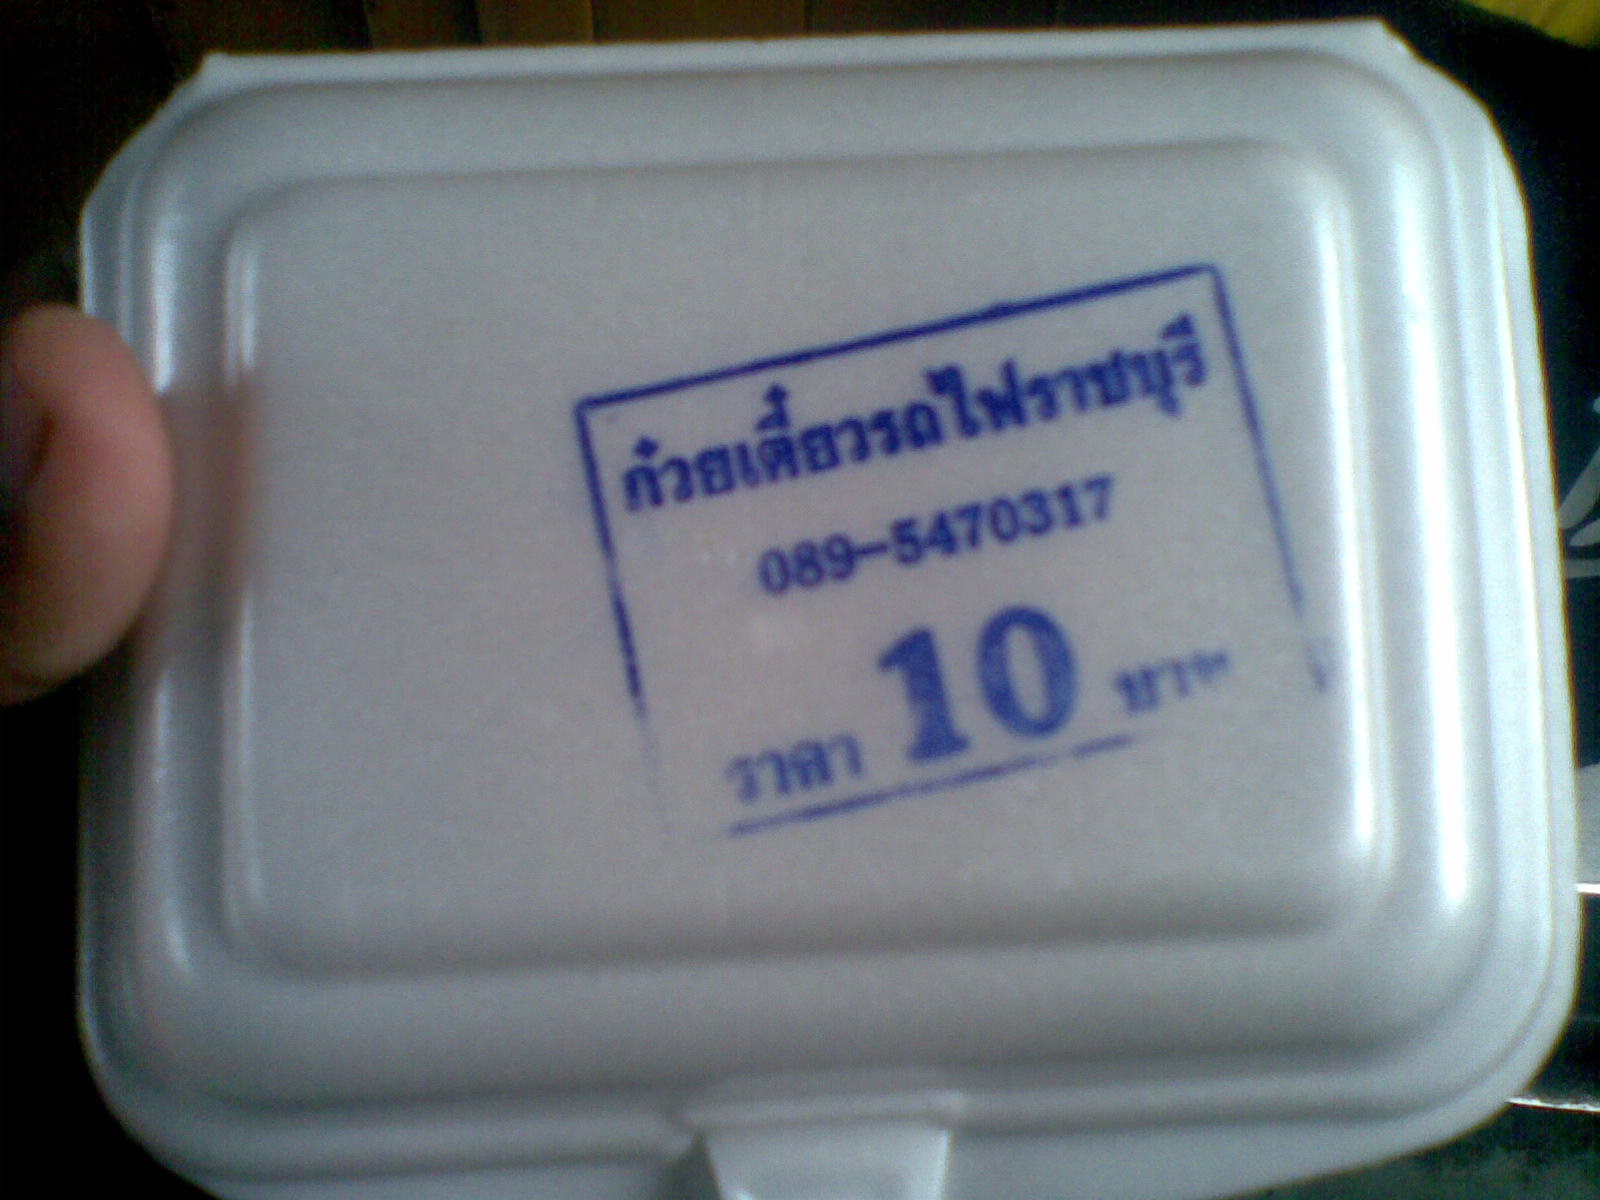 ก๋วยเตี๋ยวรถไฟราชบุรี
089-5470317
ราคา 10 บาท